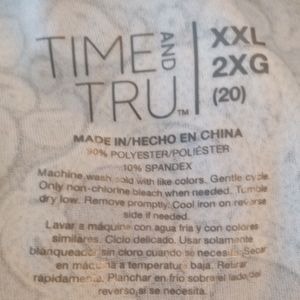 TIME AND TRU™
XXL
2XG
(20)
MADE IN/HECHO EN CHINA
90% POLYESTER/POLIÉSTER
10% SPANDEX
Machine wash cold with like colors. Gentle cycle.
Only non-chlorine bleach when needed. Tumble
dry low. Remove promptly. Cool iron on reverse
side if needed.
Lavar a máquina con agua fria y con colores
similares. Ciclo delicado. Usar solamente
blanqueador sin cloro cuando se necesita. Secar
en máquina a temperatura baja. Retirar
rápidamente. Planchar en frío sobre el lado del
reverso si se necesita.